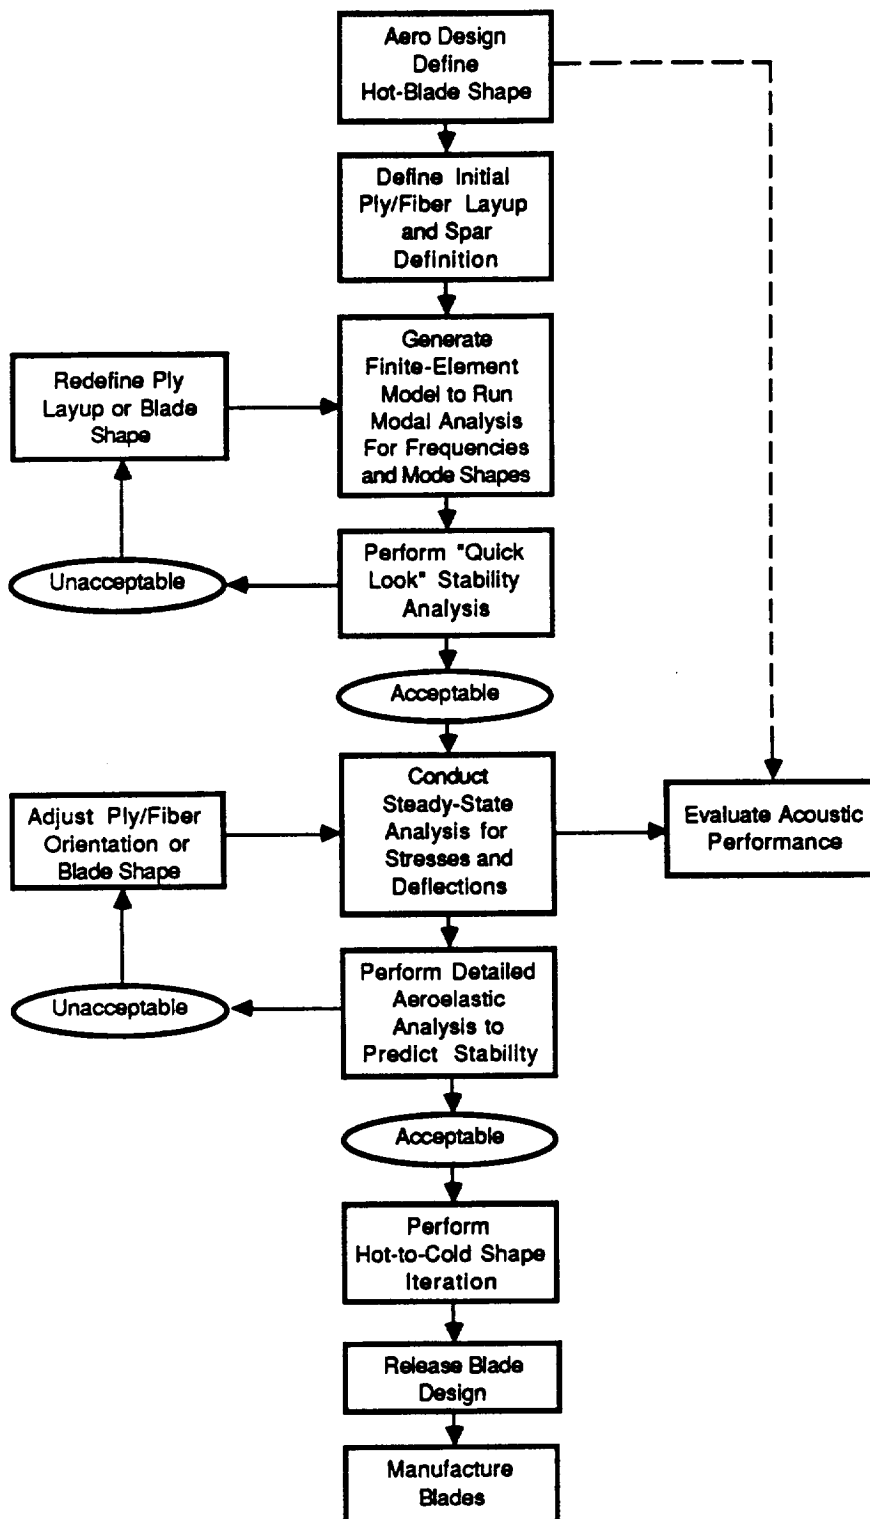 Aero Design
Define
Hot-Blade Shape
Define Initial
Ply/Fiber Layup
and Spar
Definition
Generate
Finite-Element
Model to Run
Modal Analysis
For Frequencies
and Mode Shapes
Redefine Ply
Layup or Blade
Shape
Perform "Quick
Look" Stability
Analysis
Unacceptable
Acceptable
Conduct
Steady-State
Analysis for
Stresses and
Deflections
Adjust Ply/Fiber
Orientation or
Blade Shape
Evaluate Acoustic
Performance
Perform Detailed
Aeroelastic
Analysis to
Predict Stability
Unacceptable
Acceptable
Perform
Hot-to-Cold Shape
Iteration
Release Blade
Design
Manufacture
Blades